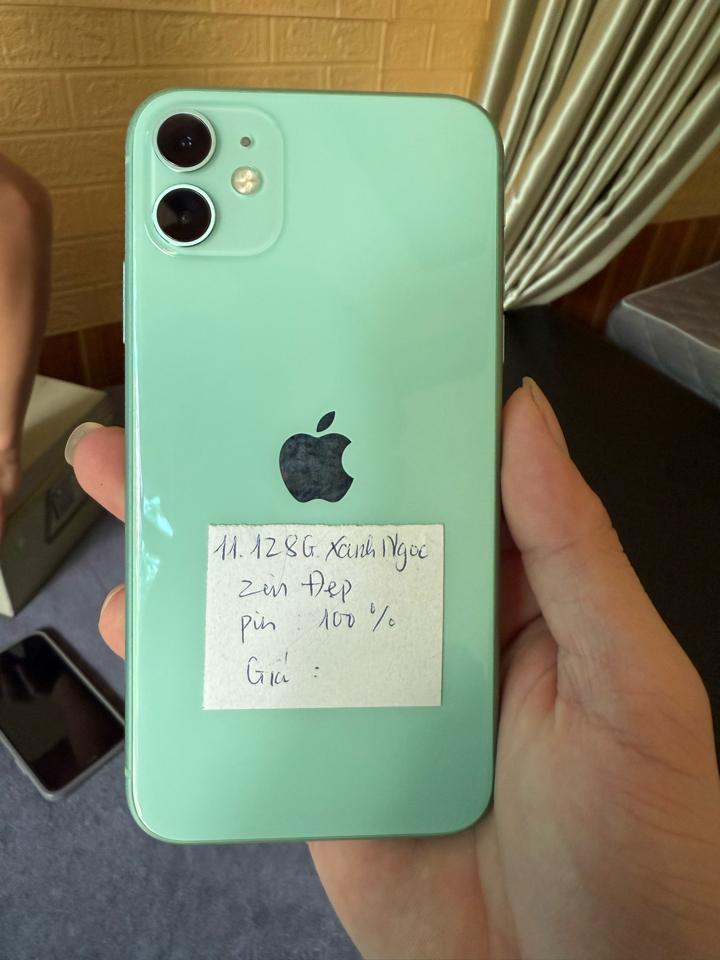 11. 128G Xanh Ngọc
zin Đẹp
pin : 100 %
Giá :